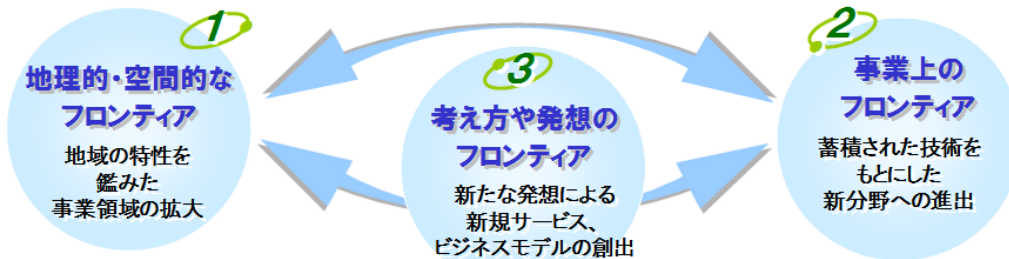 1
地理的・空間的な
フロンティア
地域の特性を
鑑みた
事業領域の拡大
3
考え方や発想の
フロンティア
新たな発想による
新規サービス、
ビジネスモデルの創出
2
事業上の
フロンティア
蓄積された技術を
もとにした
新分野への進出